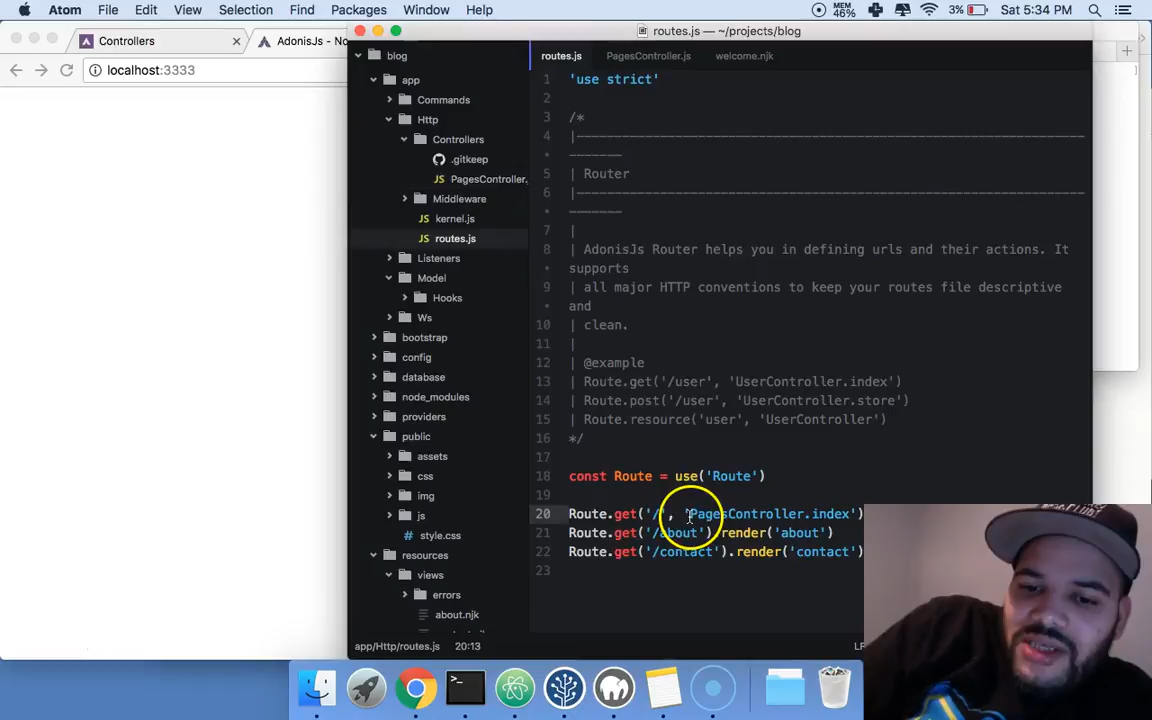 Atom File Edit View Selection Find Packages Window Help
MEM 46% 3% Sat 5:34 PM
Controllers
AdonisJs - No
localhost:3333
routes.js — ~/projects/blog
blog
app
Commands
Http
Controllers
.gitkeep
JS PagesController.
Middleware
JS kernel.js
JS routes.js
Listeners
Model
Hooks
Ws
bootstrap
config
database
node_modules
providers
public
assets
css
img
js
style.css
resources
views
errors
about.njk
routes.js PagesController.js welcome.njk
1 'use strict'
2
3 /*
4 |--------------------------------------------------------------------------
5 | Router
6 |--------------------------------------------------------------------------
7 |
8 | AdonisJs Router helps you in defining urls and their actions. It
supports
9 | all major HTTP conventions to keep your routes file descriptive
and
10 | clean.
11 |
12 | @example
13 | Route.get('/user', 'UserController.index')
14 | Route.post('/user', 'UserController.store')
15 | Route.resource('user', 'UserController')
16 */
17
18 const Route = use('Route')
19
20 Route.get('/', 'PagesController.index')
21 Route.get('/about').render('about')
22 Route.get('/contact').render('contact')
23
app/Http/routes.js 20:13